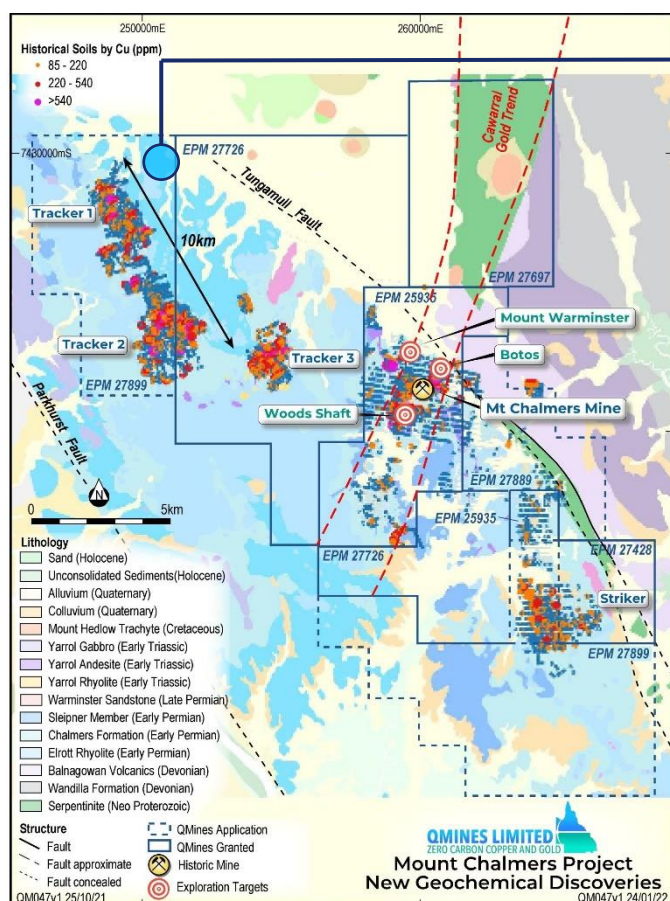 250000mE
260000mE
Historical Soils by Cu (ppm)
85 - 220
220 - 540
>540
7430000mS
EPM 27726
Cawarral
Gold Trend
Tungamuli Fault
Tracker 1
10km
EPM 27697
EPM 25935
Mount Warminster
Tracker 2
Tracker 3
Botos
EPM 27899
Woods Shaft
Mt Chalmers Mine
Parkhurst Fault
N
0
5km
EPM 27889
EPM 25935
EPM 27726
EPM 27428
Striker
EPM 27899
Lithology
Sand (Holocene)
Unconsolidated Sediments(Holocene)
Alluvium (Quaternary)
Colluvium (Quaternary)
Mount Hedlow Trachyte (Cretaceous)
Yarrol Gabbro (Early Triassic)
Yarrol Andesite (Early Triassic)
Yarrol Rhyolite (Early Triassic)
Warminster Sandstone (Late Permian)
Sleipner Member (Early Permian)
Chalmers Formation (Early Permian)
Elrott Rhyolite (Early Permian)
Balnagowan Volcanics (Devonian)
Wandilla Formation (Devonian)
Serpentinite (Neo Proterozoic)
Structure
Fault
Fault approximate
Fault concealed
QMines Application
QMines Granted
Historic Mine
Exploration Targets
QMINES LIMITED
ZERO CARBON COPPER AND GOLD
Mount Chalmers Project
New Geochemical Discoveries
QM047v1 25/10/21
QM047v1 24/01/22